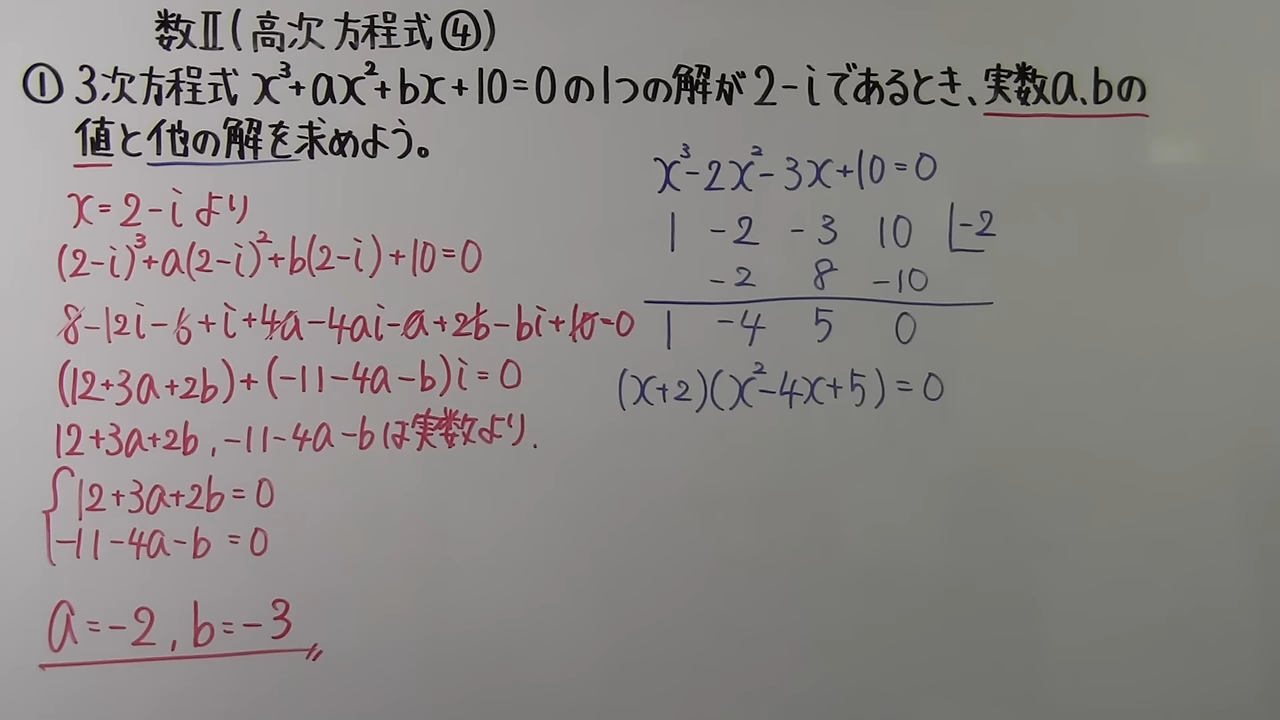 数Ⅱ(高次方程式④)
① 3次方程式 x³+ax²+bx+10=0の1つの解が2-iであるとき、実数a、bの
値と他の解を求めよう。
x=2-iより
(2-i)³+a(2-i)²+b(2-i)+10=0
8-12i-6+i+4a-4ai-a+2b-bi+10=0
(12+3a+2b)+(-11-4a-b)i=0
12+3a+2b,-11-4a-bは実数より.
{12+3a+2b=0
-11-4a-b=0
a=-2,b=-3
x³-2x²-3x+10=0
1 -2 -3 10 |-2
-2 8 -10
1 -4 5 0
(x+2)(x²-4x+5)=0